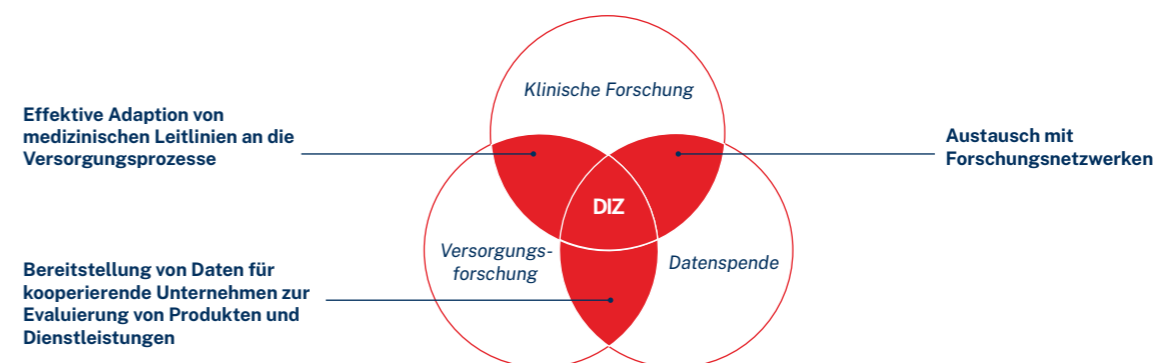 Klinische Forschung
Effektive Adaption von
medizinischen Leitlinien an die
Versorgungsprozesse
Austausch mit
Forschungsnetzwerken
DIZ
Versorgungs-
forschung
Datenspende
Bereitstellung von Daten für
kooperierende Unternehmen zur
Evaluierung von Produkten und
Dienstleistungen